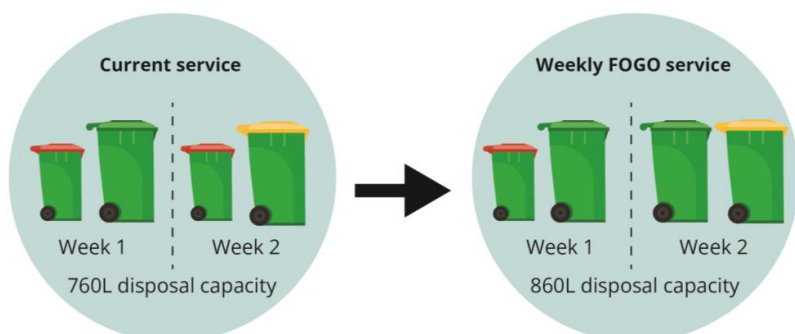 Current service
Week 1
Week 2
760L disposal capacity
Weekly FOGO service
Week 1
Week 2
860L disposal capacity